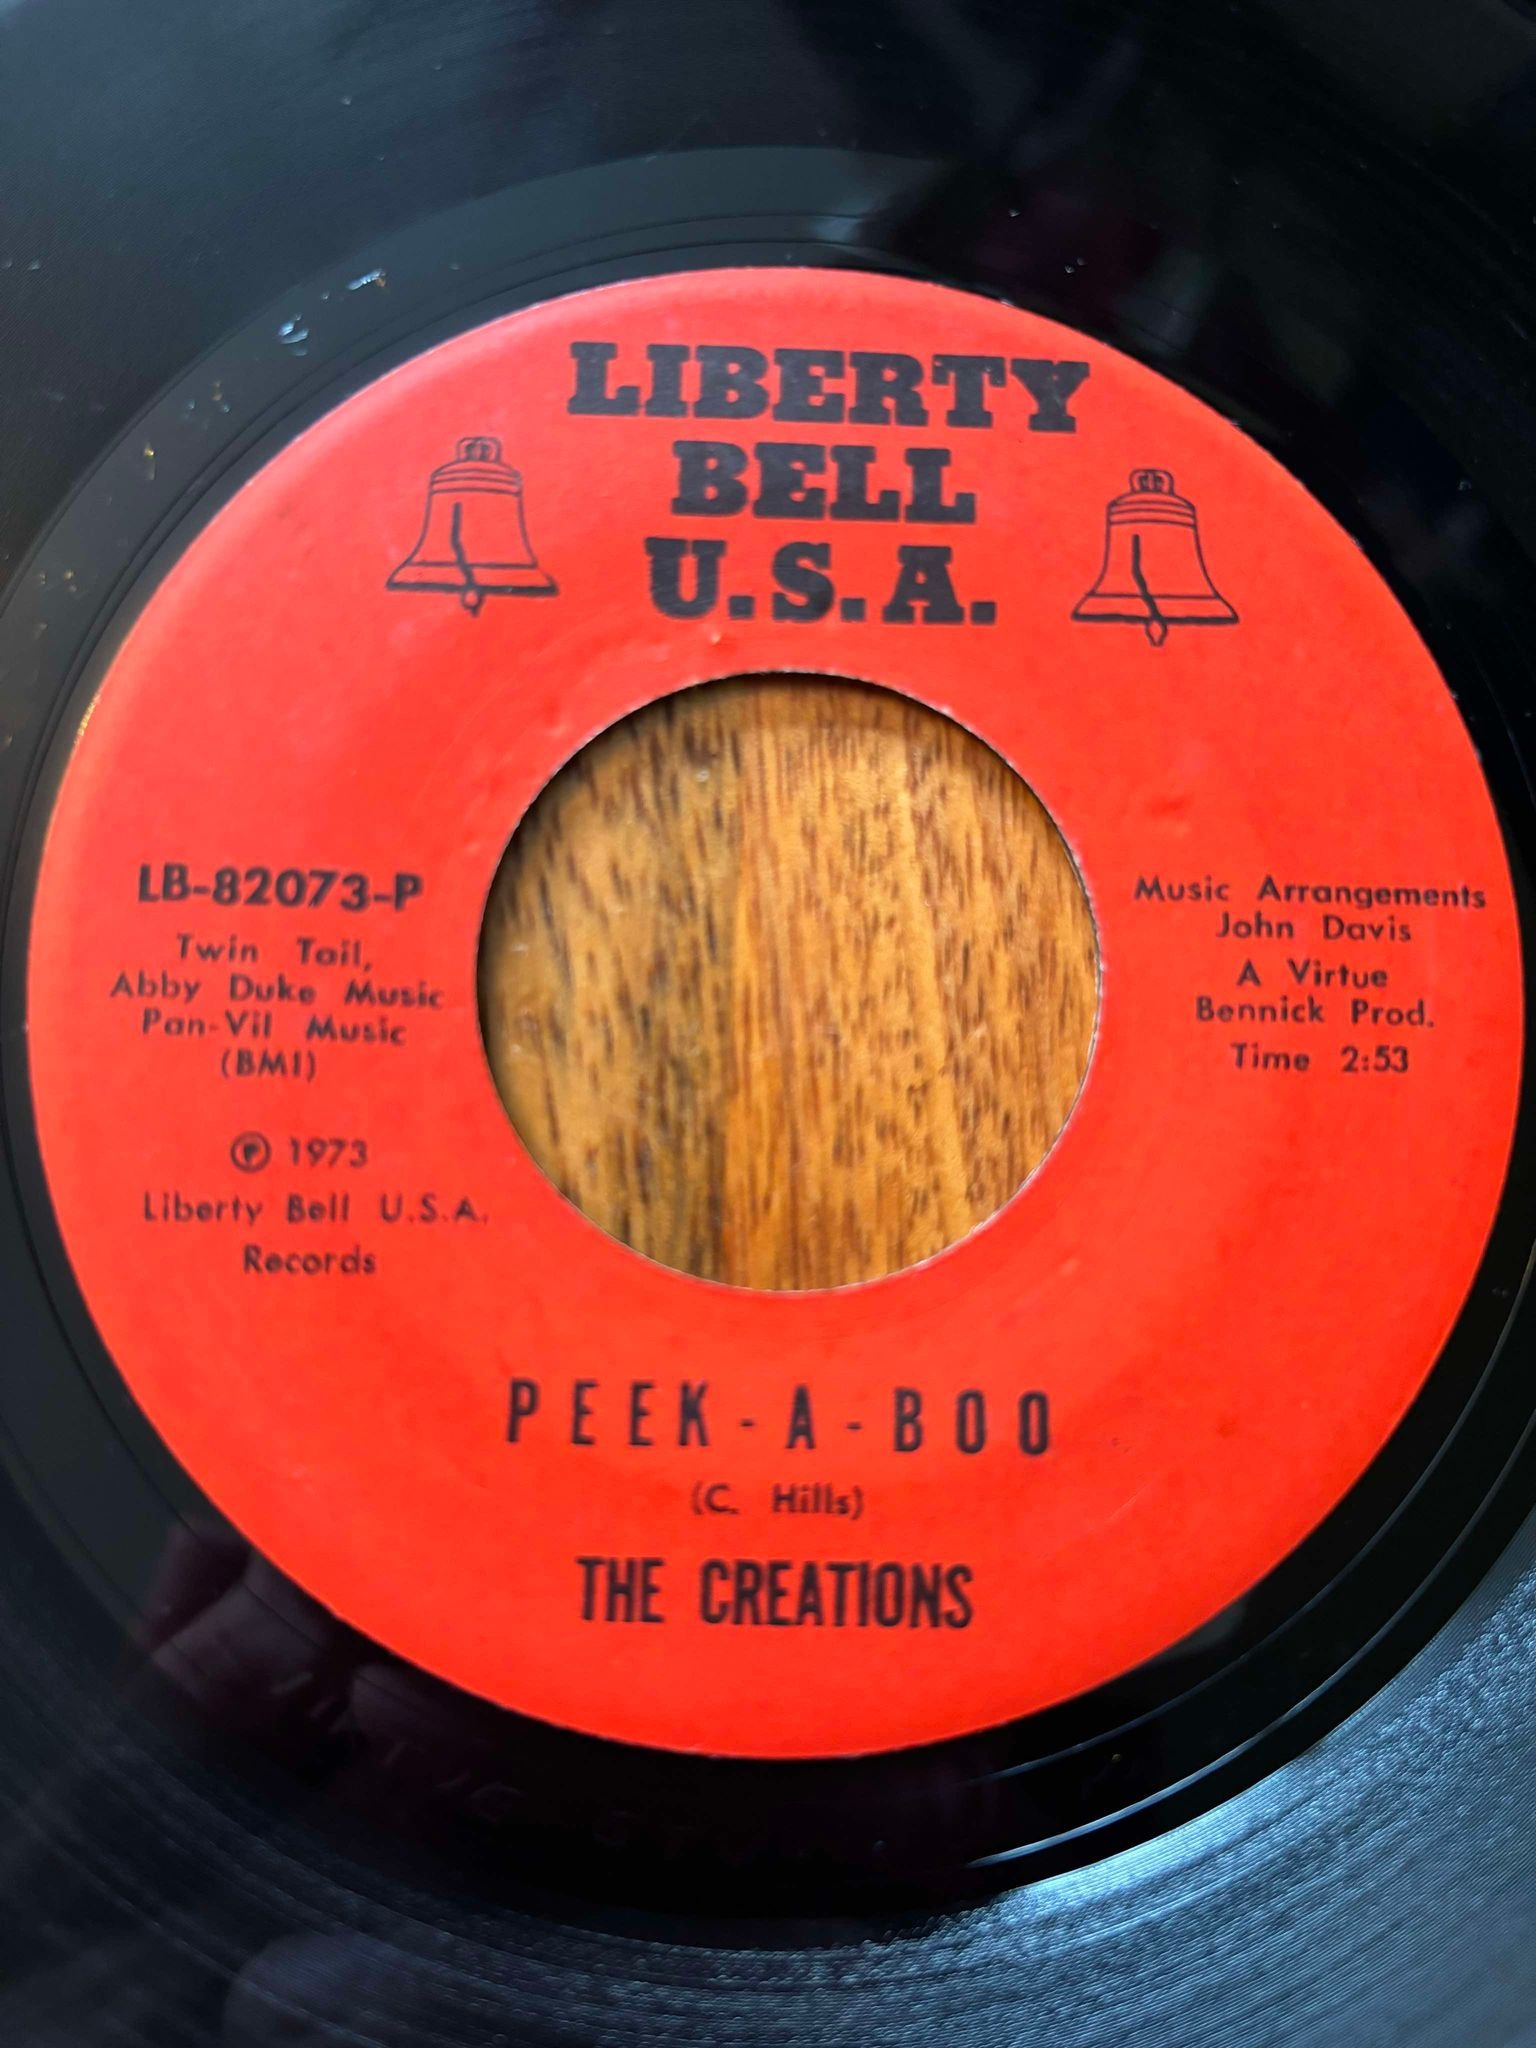 LIBERTY
BELL
U.S.A.
LB-82073-P
Twin Tail,
Abby Duke Music
Pan-Vil Music
(BMI)
Ⓟ 1973
Liberty Bell U.S.A.
Records
Music Arrangements
John Davis
A Virtue
Bennick Prod.
Time 2:53
PEEK-A-BOO
(C. Hills)
THE CREATIONS